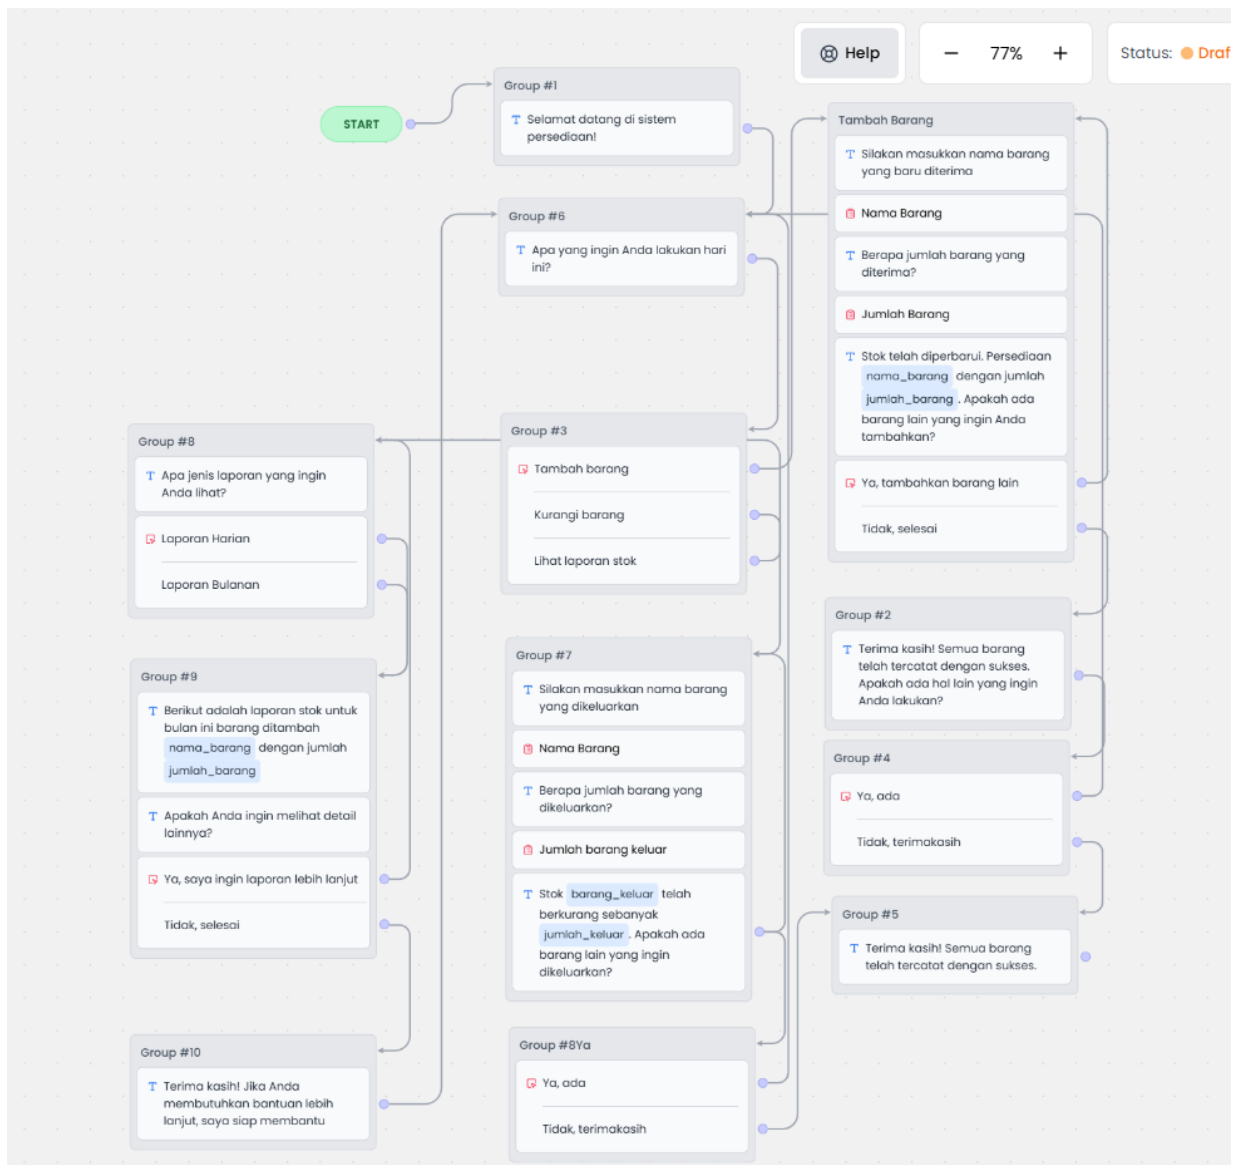 Help
77%
Status:
Draf
START
Group #1
Selamat datang di sistem
persediaan!
Group #6
Apa yang ingin Anda lakukan hari
ini?
Tambah Barang
Silakan masukkan nama barang
yang baru diterima
Nama Barang
Berapa jumlah barang yang
diterima?
Jumlah Barang
Stok telah diperbarui. Persediaan
nama_barang dengan jumlah
jumlah_barang . Apakah ada
barang lain yang ingin Anda
tambahkan?
Ya, tambahkan barang lain
Tidak, selesai
Group #8
Apa jenis laporan yang ingin
Anda lihat?
Laporan Harian
Laporan Bulanan
Group #3
Tambah barang
Kurangi barang
Lihat laporan stok
Group #2
Terima kasih! Semua barang
telah tercatat dengan sukses.
Apakah ada hal lain yang ingin
Anda lakukan?
Group #9
Berikut adalah laporan stok untuk
bulan ini barang ditambah
nama_barang dengan jumlah
jumlah_barang
Apakah Anda ingin melihat detail
lainnya?
Ya, saya ingin laporan lebih lanjut
Tidak, selesai
Group #7
Silakan masukkan nama barang
yang dikeluarkan
Nama Barang
Berapa jumlah barang yang
dikeluarkan?
Jumlah barang keluar
Stok barang_keluar telah
berkurang sebanyak
jumlah_keluar . Apakah ada
barang lain yang ingin
dikeluarkan?
Group #4
Ya, ada
Tidak, terimakasih
Group #5
Terima kasih! Semua barang
telah tercatat dengan sukses.
Group #10
Terima kasih! Jika Anda
membutuhkan bantuan lebih
lanjut, saya siap membantu
Group #8Ya
Ya, ada
Tidak, terimakasih